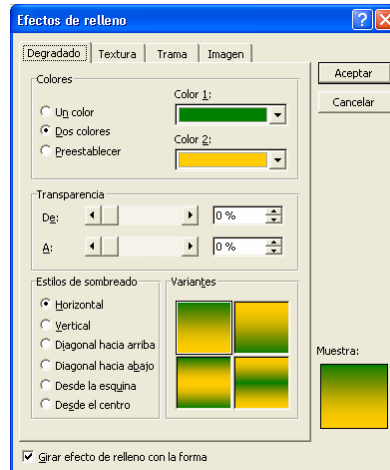 Efectos de relleno
Degradado Textura Trama Imagen
Aceptar
Cancelar
Colores
Un color
Dos colores
Preestablecer
Color 1:
Color 2:
Transparencia
De: 0 %
A: 0 %
Estilos de sombreado
Horizontal
Vertical
Diagonal hacia arriba
Diagonal hacia abajo
Desde la esquina
Desde el centro
Variantes
Muestra:
Girar efecto de relleno con la forma